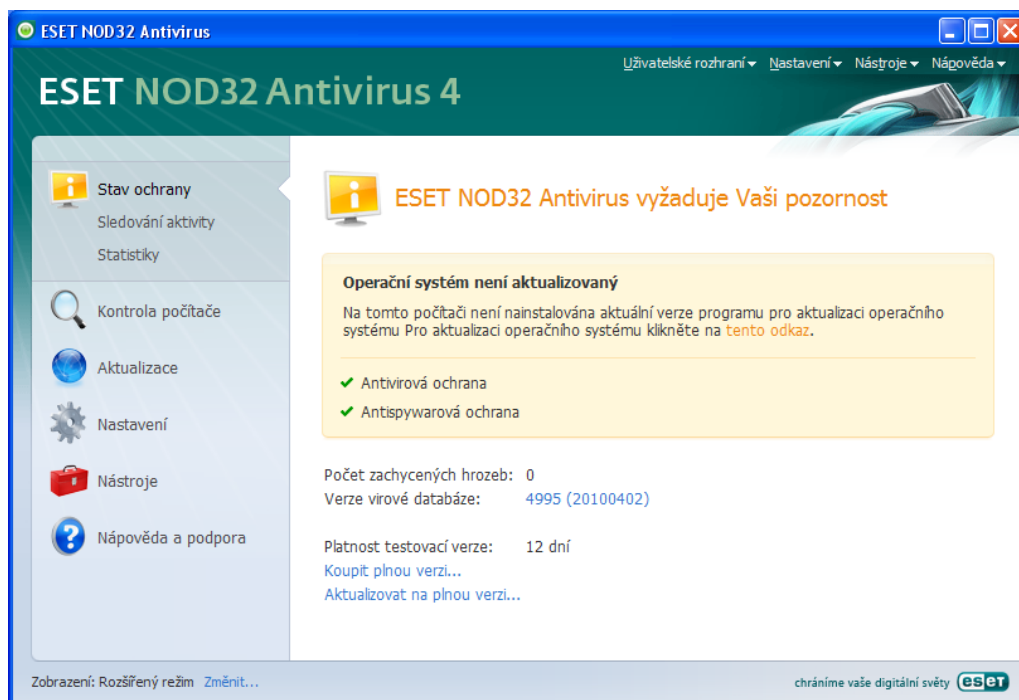 ESET NOD32 Antivirus
Uživatelské rozhraní Nastavení Nástroje Nápověda
ESET NOD32 Antivirus 4
Stav ochrany
Sledování aktivity
Statistiky
Kontrola počítače
Aktualizace
Nastavení
Nástroje
Nápověda a podpora
ESET NOD32 Antivirus vyžaduje Vaši pozornost
Operační systém není aktualizovaný
Na tomto počítači není nainstalována aktuální verze programu pro aktualizaci operačního
systému Pro aktualizaci operačního systému klikněte na tento odkaz.
Antivirová ochrana
Antispywarová ochrana
Počet zachycených hrozeb: 0
Verze virové databáze: 4995 (20100402)
Platnost testovací verze: 12 dní
Koupit plnou verzi...
Aktualizovat na plnou verzi...
Zobrazení: Rozšířený režim Změnit...
chráníme vaše digitální světy eseT